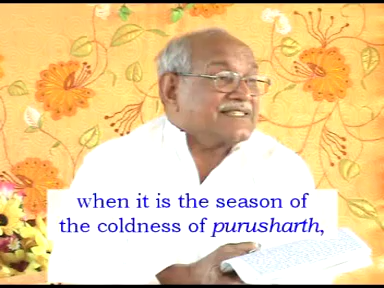 when it is the season of
the coldness of purusharth,